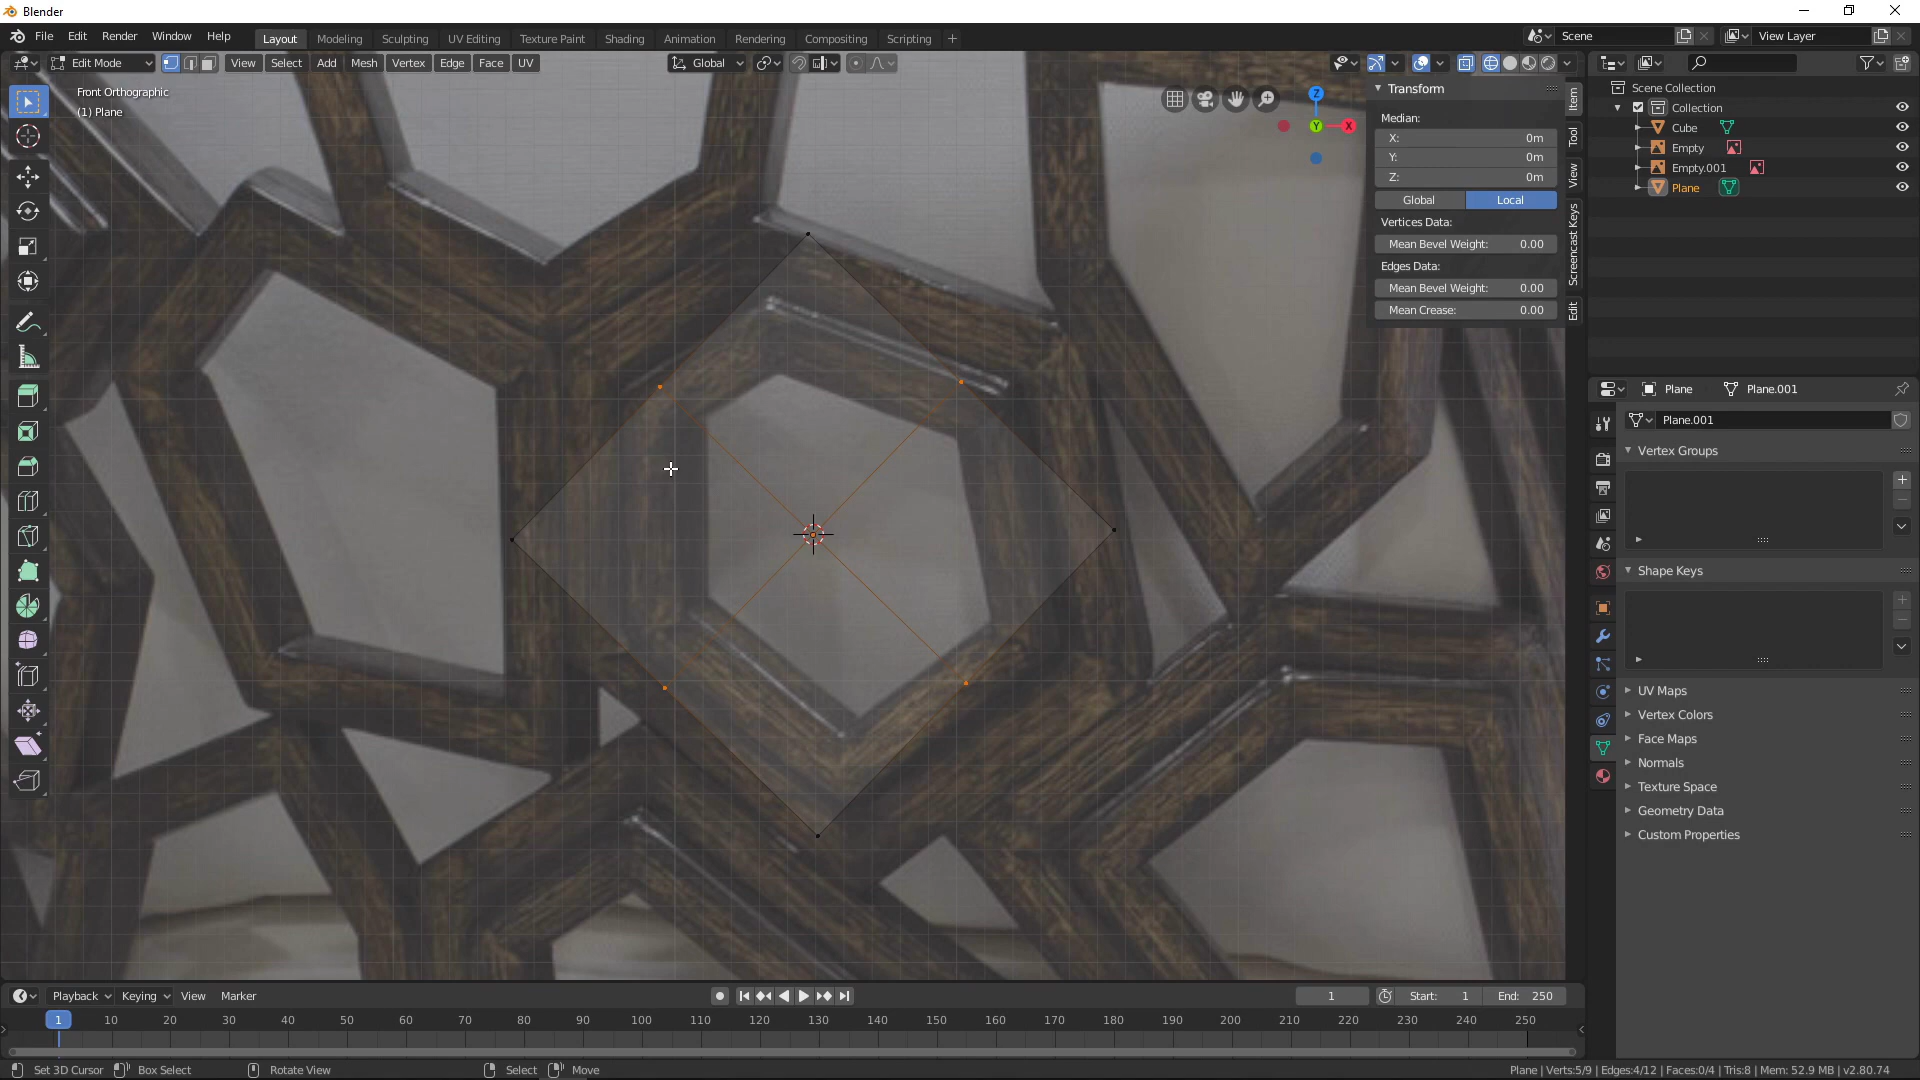 Blender
File Edit Render Window Help
Layout Modeling Sculpting UV Editing Texture Paint Shading Animation Rendering Compositing Scripting +
Scene
View Layer
Edit Mode
View Select Add Mesh Vertex Edge Face UV
Global
Front Orthographic
(1) Plane
Z
Y
X
Transform
Median:
X: 0m
Y: 0m
Z: 0m
Global Local
Vertices Data:
Mean Bevel Weight: 0.00
Edges Data:
Mean Bevel Weight: 0.00
Mean Crease: 0.00
Item
Tool
View
Screencast Keys
Edit
Scene Collection
Collection
Cube
Empty
Empty.001
Plane
Plane Plane.001
Plane.001
Vertex Groups
Shape Keys
UV Maps
Vertex Colors
Face Maps
Normals
Texture Space
Geometry Data
Custom Properties
Playback Keying View Marker
1 Start: 1 End: 250
1 10 20 30 40 50 60 70 80 90 100 110 120 130 140 150 160 170 180 190 200 210 220 230 240 250
Set 3D Cursor Box Select Rotate View Select Move
Plane | Verts:5/9 | Edges:4/12 | Faces:0/4 | Tris:8 | Mem: 52.9 MB | v2.80.74